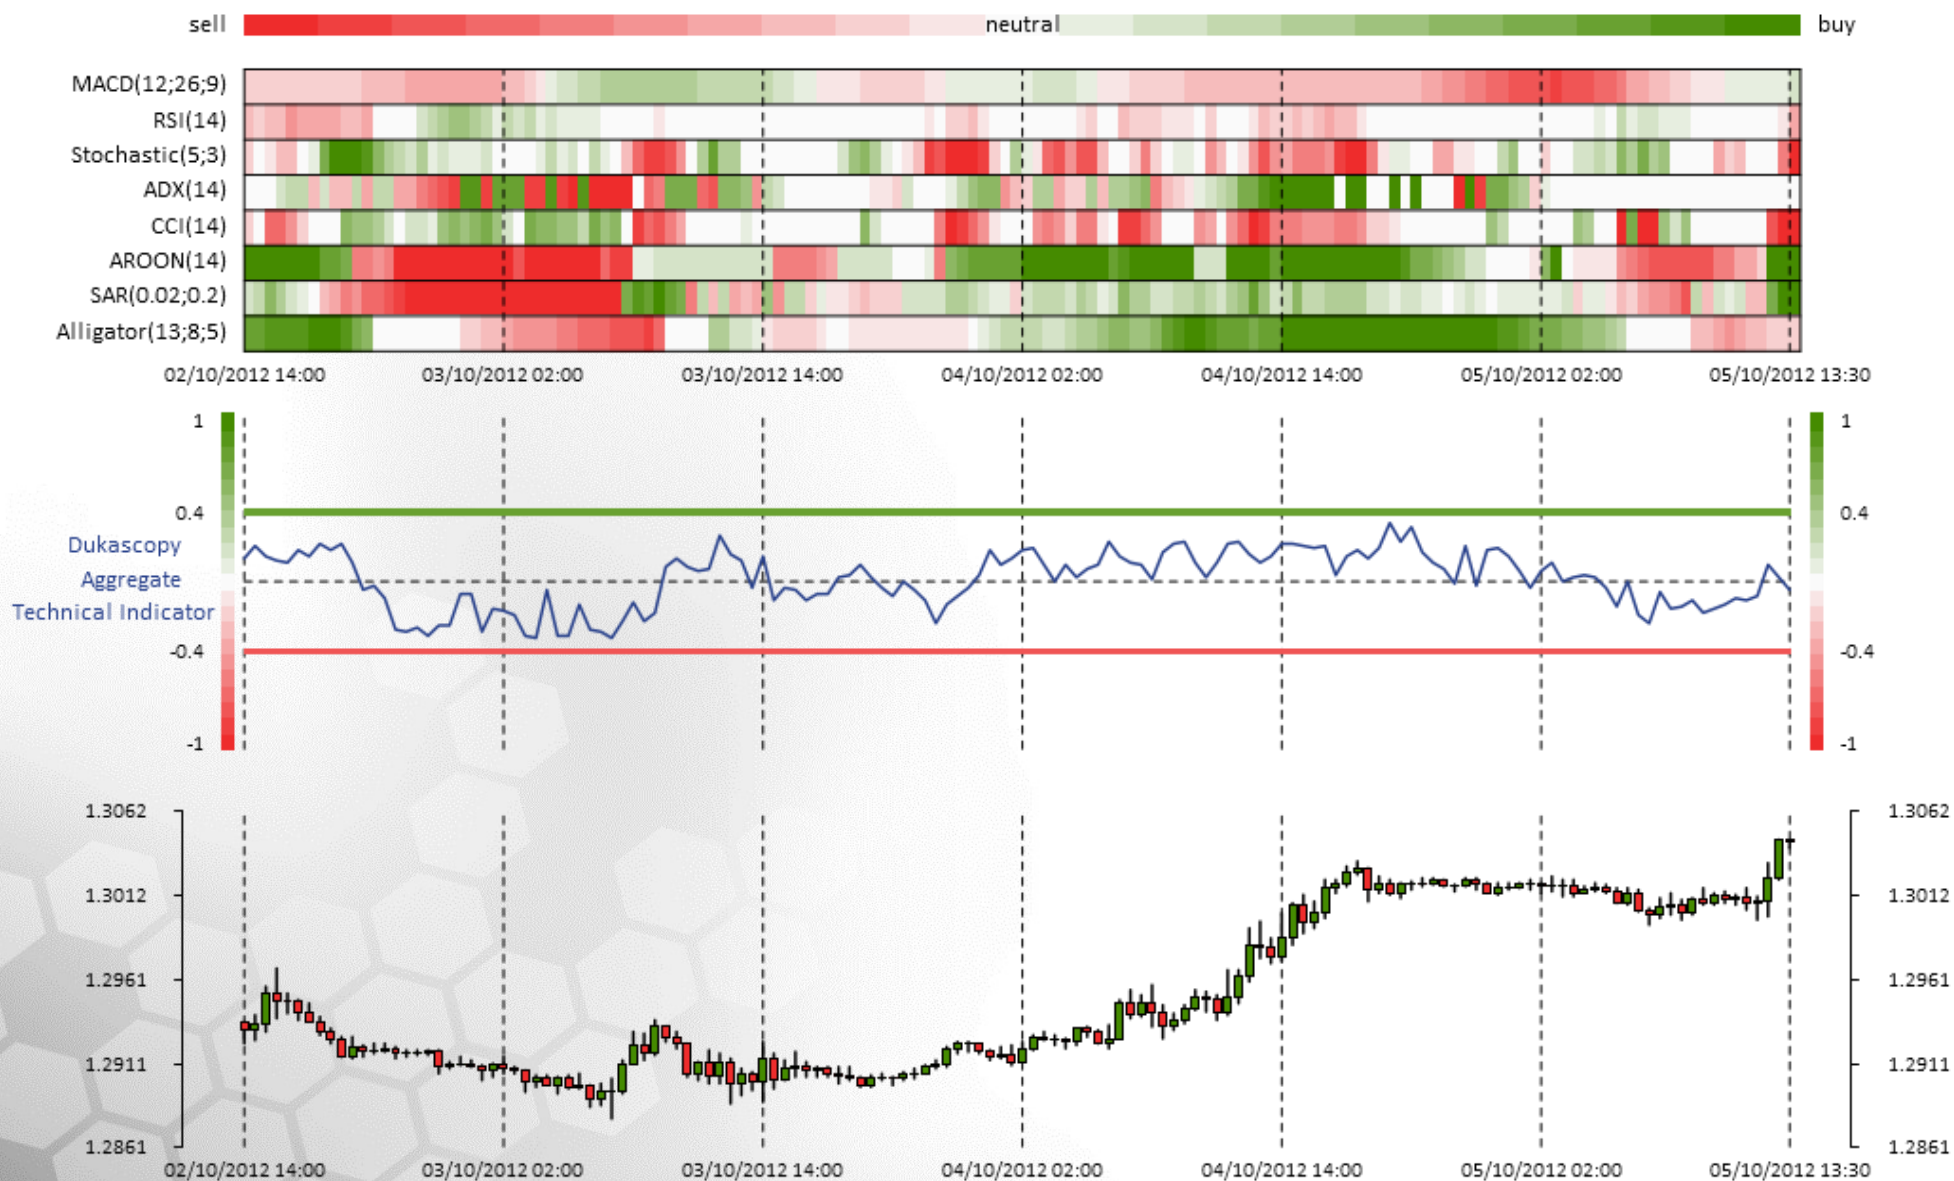 sell neutral buy
MACD(12;26;9)
RSI(14)
Stochastic(5;3)
ADX(14)
CCI(14)
AROON(14)
SAR(0.02;0.2)
Alligator(13;8;5)
02/10/2012 14:00 03/10/2012 02:00 03/10/2012 14:00 04/10/2012 02:00 04/10/2012 14:00 05/10/2012 02:00 05/10/2012 13:30
1 1
0.4 0.4
Dukascopy
Aggregate
Technical Indicator
-0.4 -0.4
-1 -1
1.3062 1.3062
1.3012 1.3012
1.2961 1.2961
1.2911 1.2911
1.2861 1.2861
02/10/2012 14:00 03/10/2012 02:00 03/10/2012 14:00 04/10/2012 02:00 04/10/2012 14:00 05/10/2012 02:00 05/10/2012 13:30